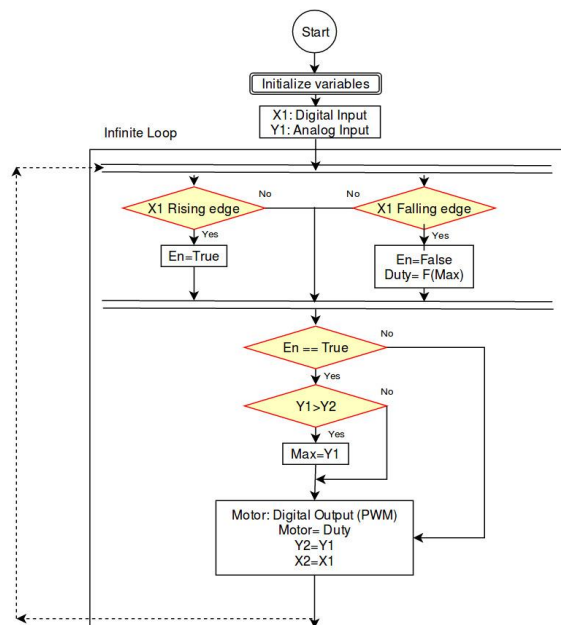 Start
Initialize variables
X1: Digital Input
Y1: Analog Input
Infinite Loop
X1 Rising edge
No
No
X1 Falling edge
Yes
Yes
En=True
En=False
Duty= F(Max)
En == True
No
Yes
Y1>Y2
No
Yes
Max=Y1
Motor: Digital Output (PWM)
Motor= Duty
Y2=Y1
X2=X1